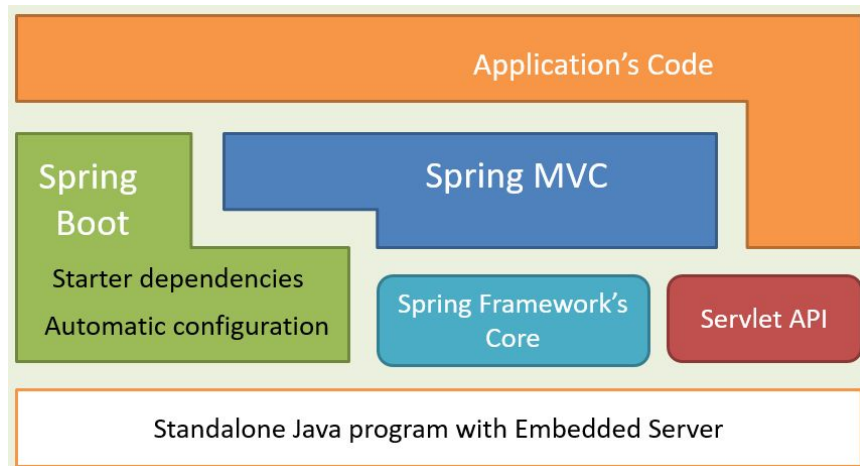 Application's Code
Spring
Boot
Spring MVC
Starter dependencies
Automatic configuration
Spring Framework's
Core
Servlet API
Standalone Java program with Embedded Server